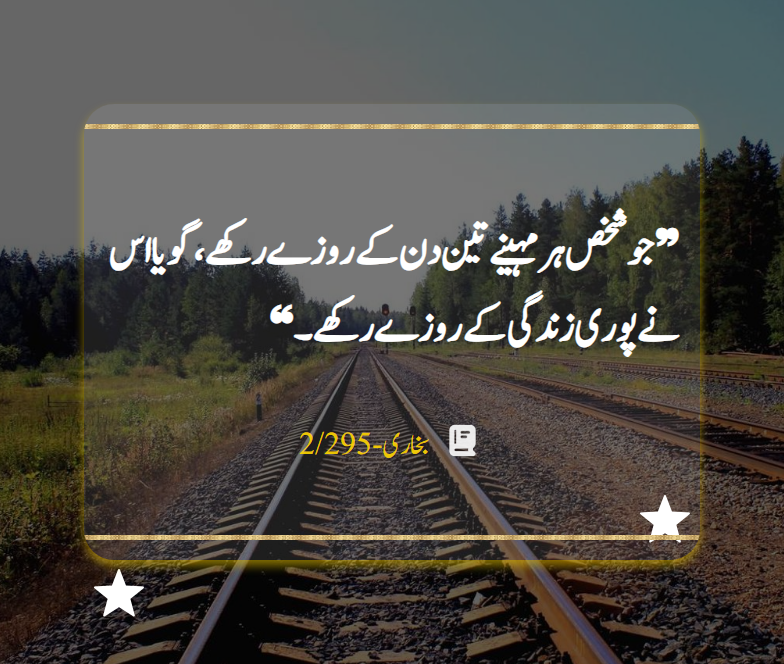 ”جو شخص ہر مہینے تین دن کے روزے رکھے، گویا اس
نے پوری زندگی کے روزے رکھے۔“
بخاری-2/295